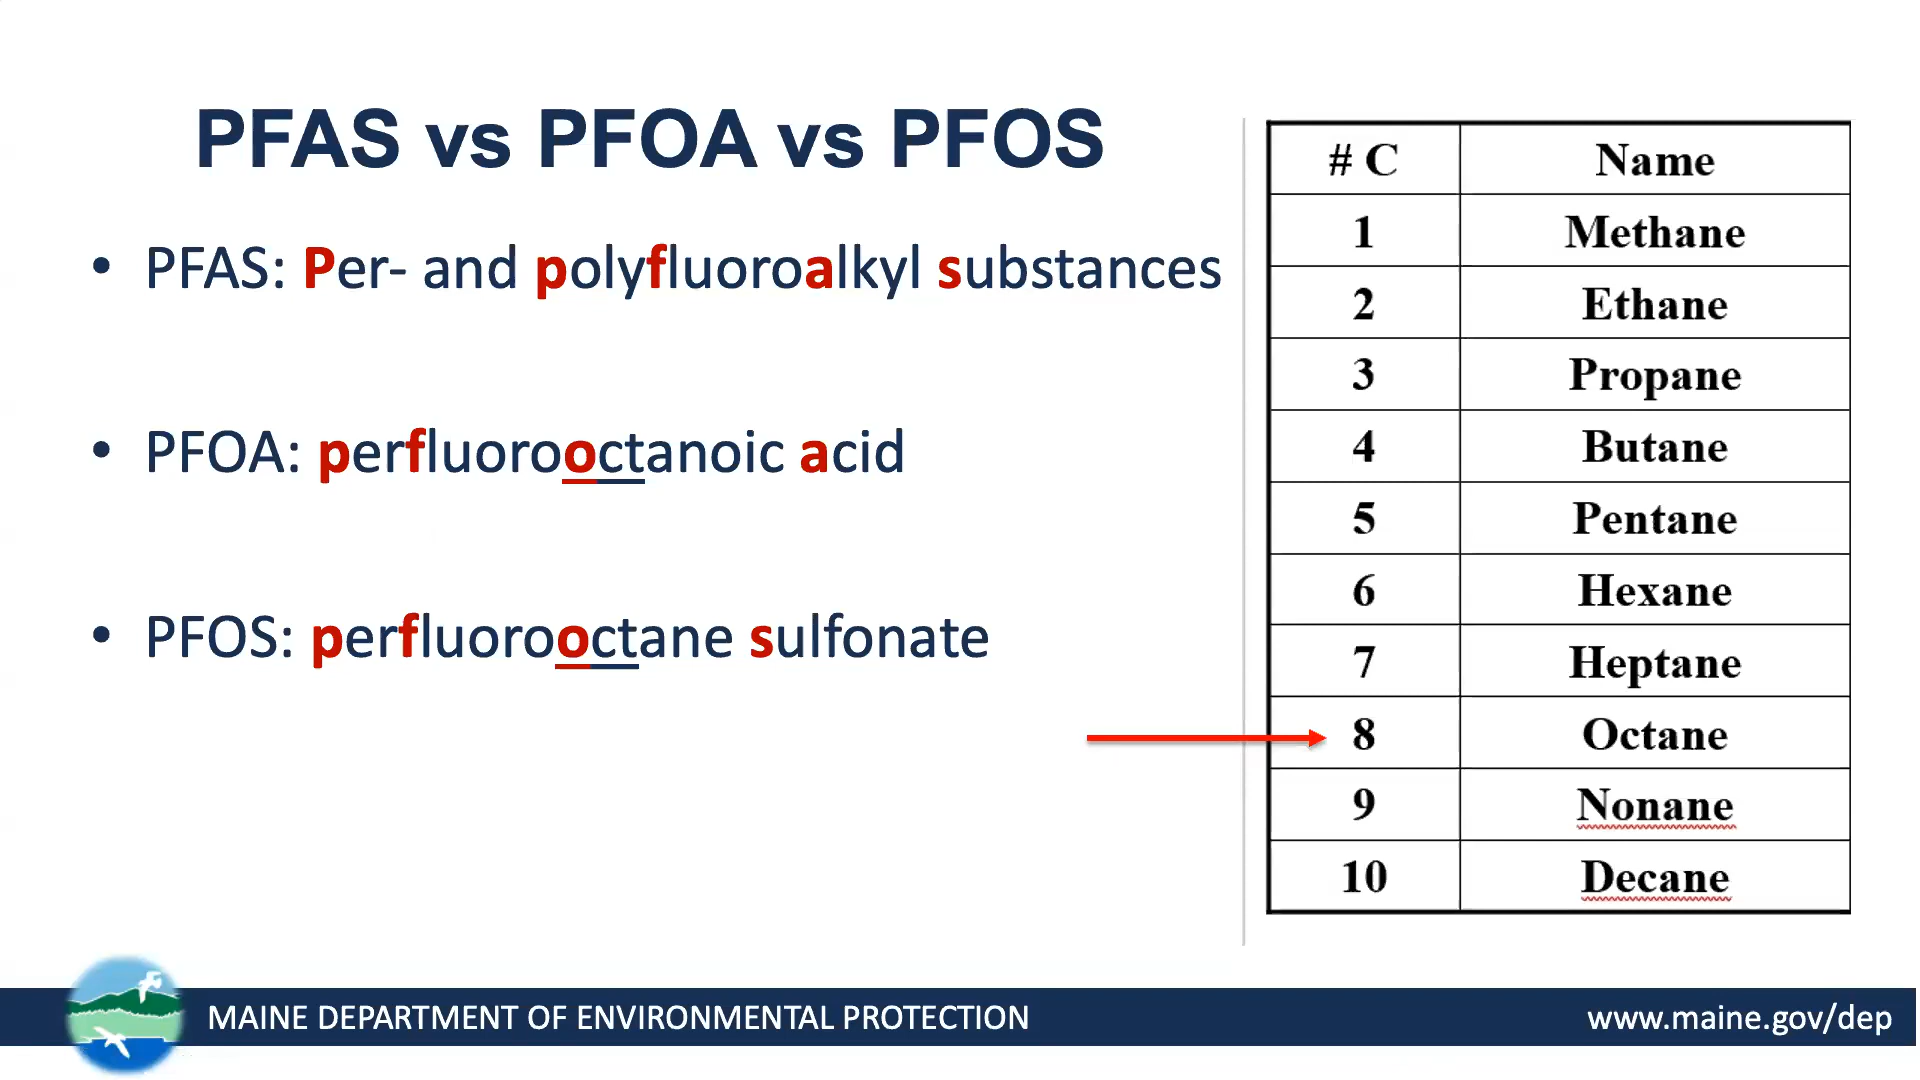 PFAS vs PFOA vs PFOS
• PFAS: Per- and polyfluoroalkyl substances
• PFOA: perfluorooctanoic acid
• PFOS: perfluorooctane sulfonate
# C Name
1 Methane
2 Ethane
3 Propane
4 Butane
5 Pentane
6 Hexane
7 Heptane
8 Octane
9 Nonane
10 Decane
MAINE DEPARTMENT OF ENVIRONMENTAL PROTECTION
www.maine.gov/dep